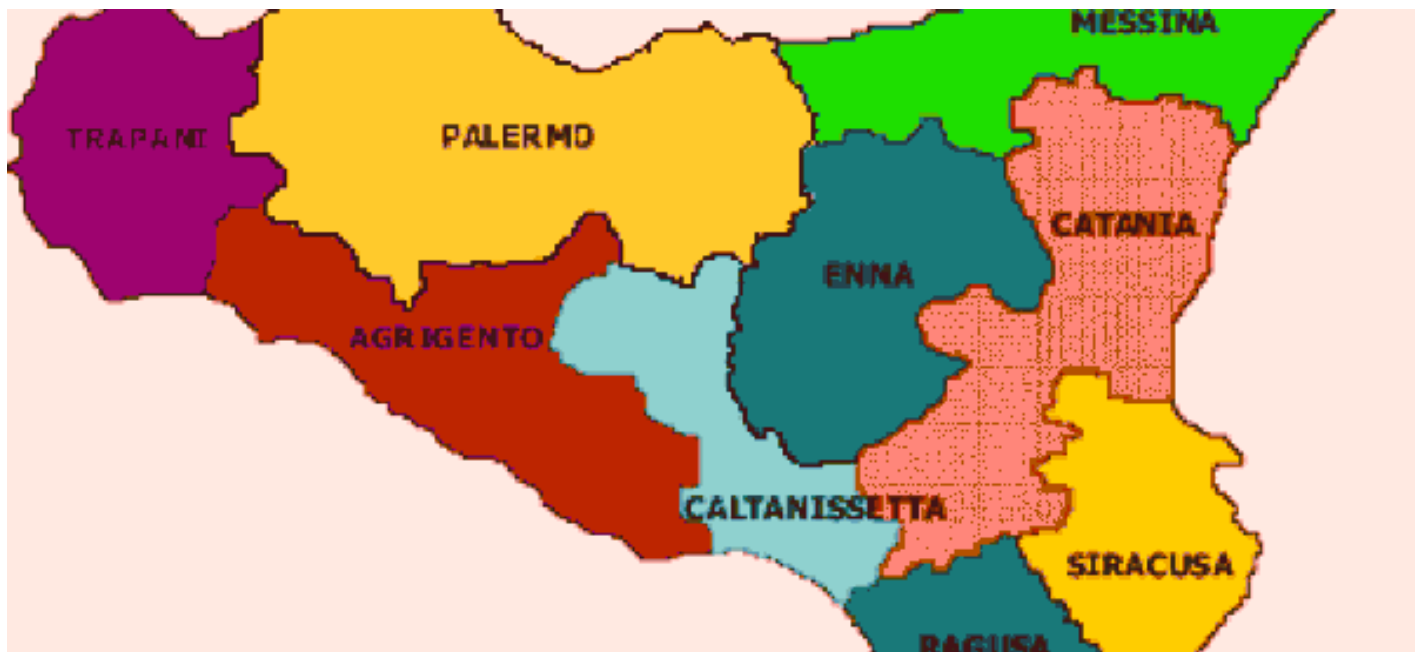 MESSINA
TRAPANI
PALERMO
CATANIA
ENNA
AGRIGENTO
CALTANISSETTA
SIRACUSA
RAGUSA